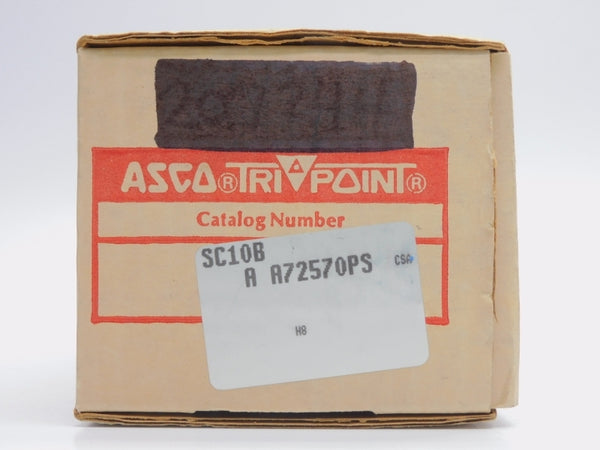 ASCO® TRI POINT®
Catalog Number
SC10B
A A72570PS CSA
H8